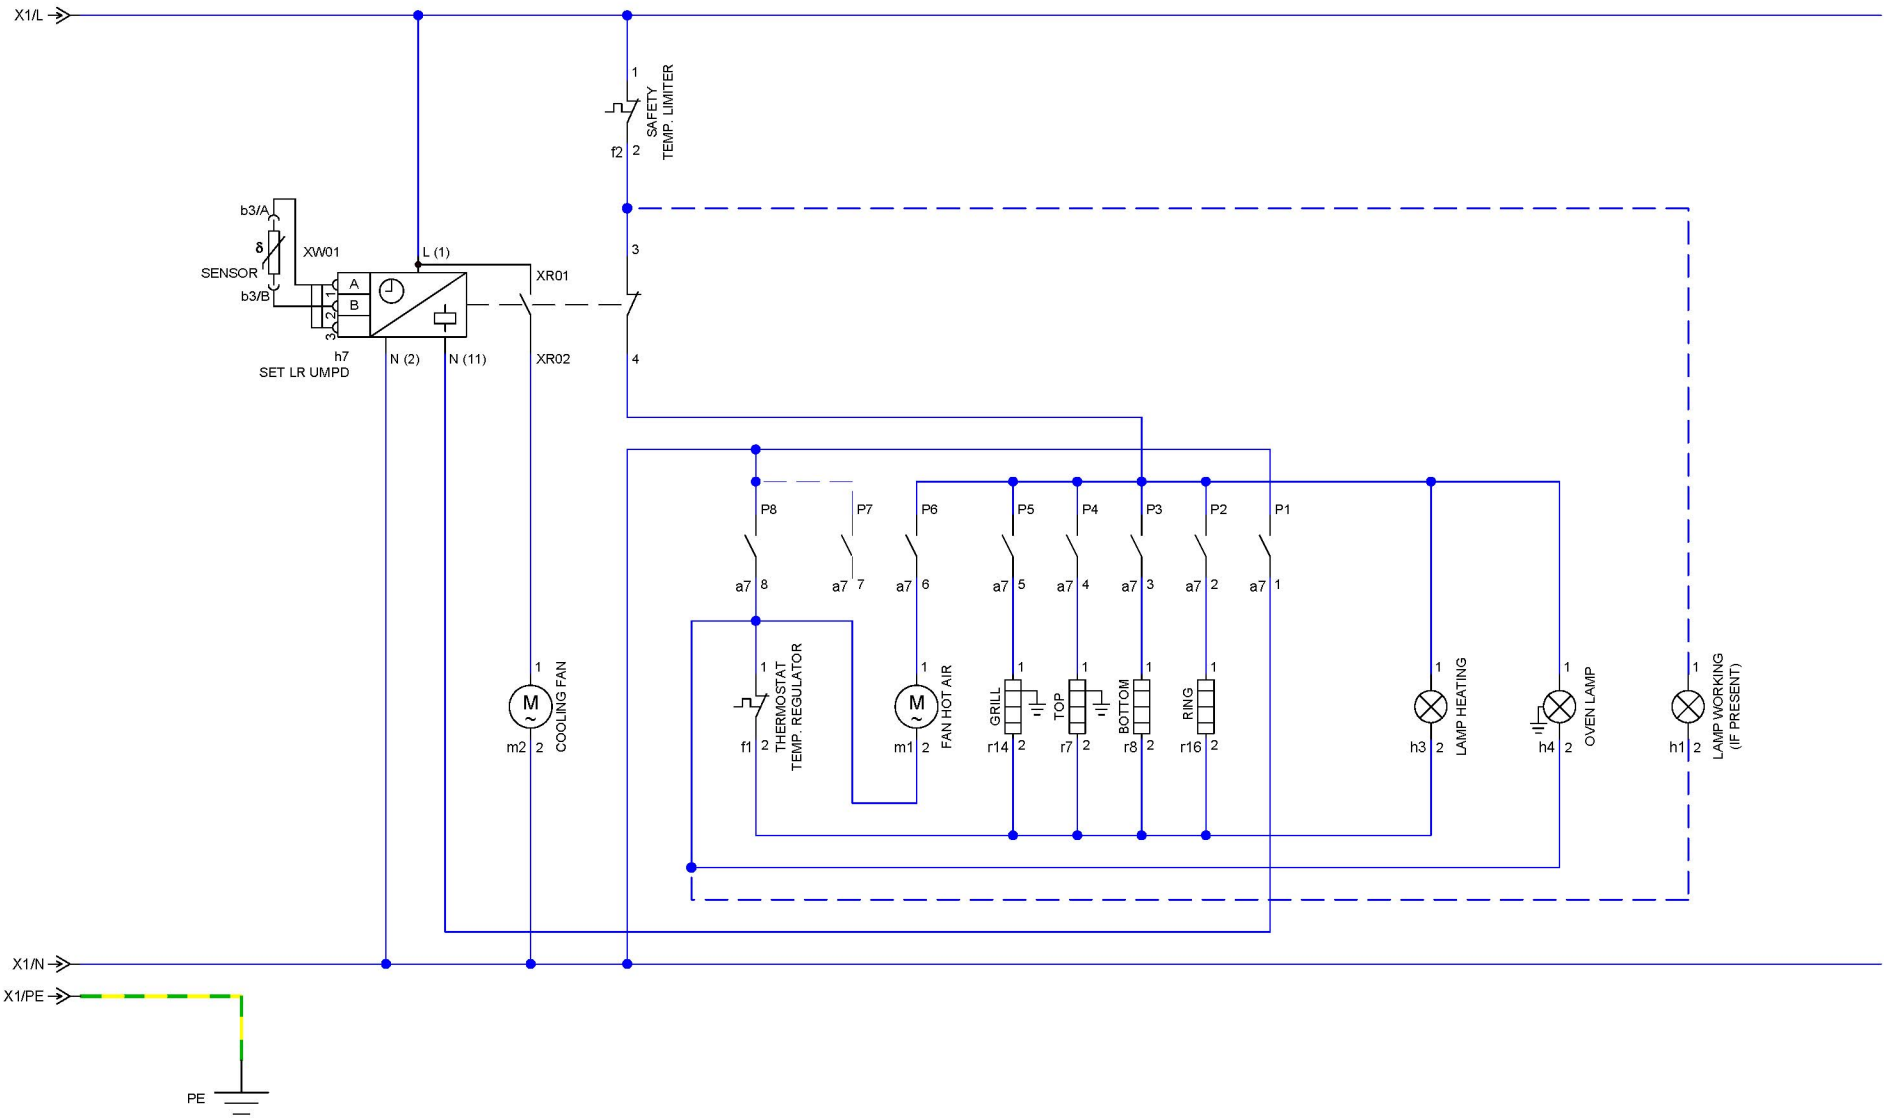 X1/L
1
SAFETY
TEMP. LIMITER
f2 2
b3/A
δ
SENSOR
b3/B
XW01
L (1)
3
XR01
A
B
1
2
3
h7
SET LR UMPD
N (2)
N (11)
XR02
4
P8
P7
P6
P5
P4
P3
P2
P1
a7 8
a7 7
a7 6
a7 5
a7 4
a7 3
a7 2
a7 1
1
M
~
m2 2
COOLING FAN
1
f1 2
THERMOSTAT
TEMP. REGULATOR
1
M
~
m1 2
FAN HOT AIR
1
GRILL
r14 2
1
TOP
r7 2
1
BOTTOM
r8 2
1
RING
r16 2
1
h3 2
LAMP HEATING
1
h4 2
OVEN LAMP
1
h1 2
LAMP WORKING
(IF PRESENT)
X1/N
X1/PE
PE